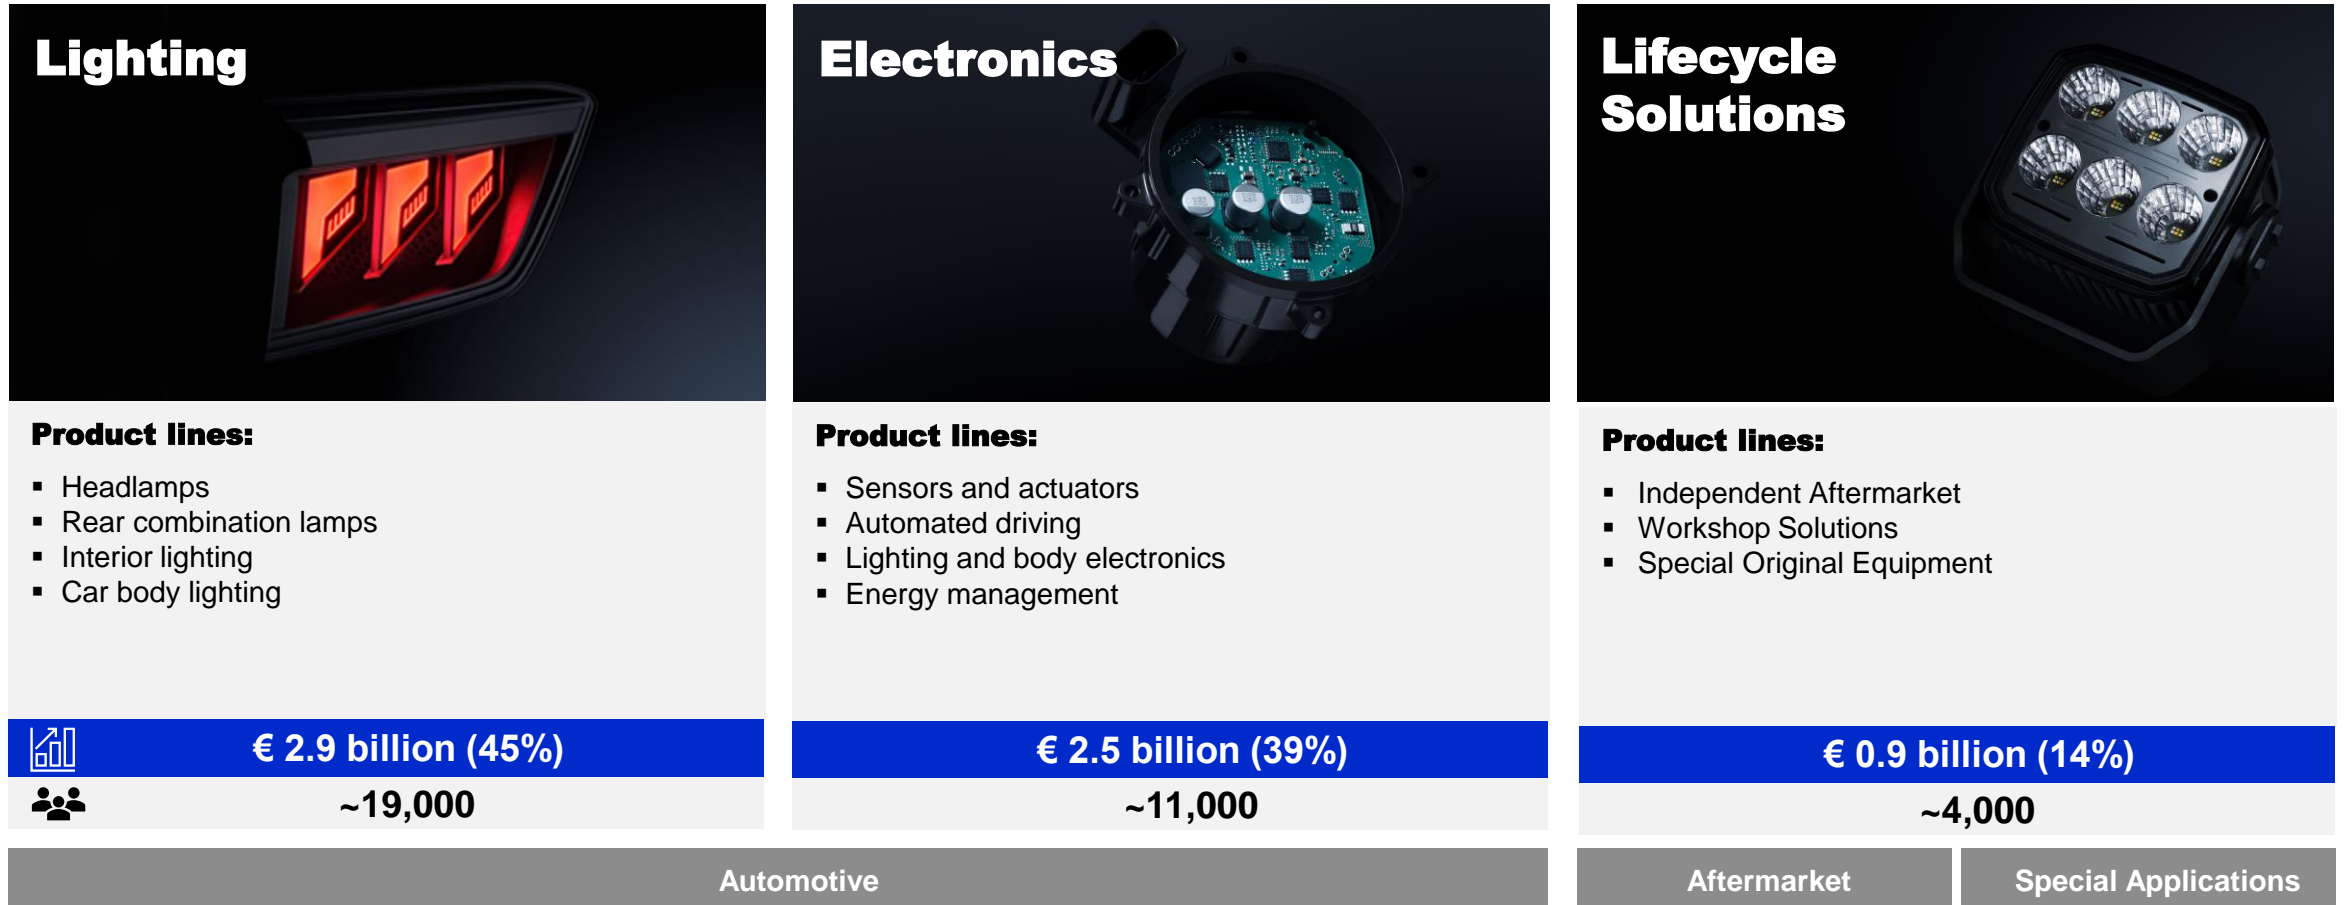 Lighting
Product lines:
▪ Headlamps
▪ Rear combination lamps
▪ Interior lighting
▪ Car body lighting
€ 2.9 billion (45%)
~19,000
Electronics
Product lines:
▪ Sensors and actuators
▪ Automated driving
▪ Lighting and body electronics
▪ Energy management
€ 2.5 billion (39%)
~11,000
Automotive
Lifecycle
Solutions
Product lines:
▪ Independent Aftermarket
▪ Workshop Solutions
▪ Special Original Equipment
€ 0.9 billion (14%)
~4,000
Aftermarket
Special Applications